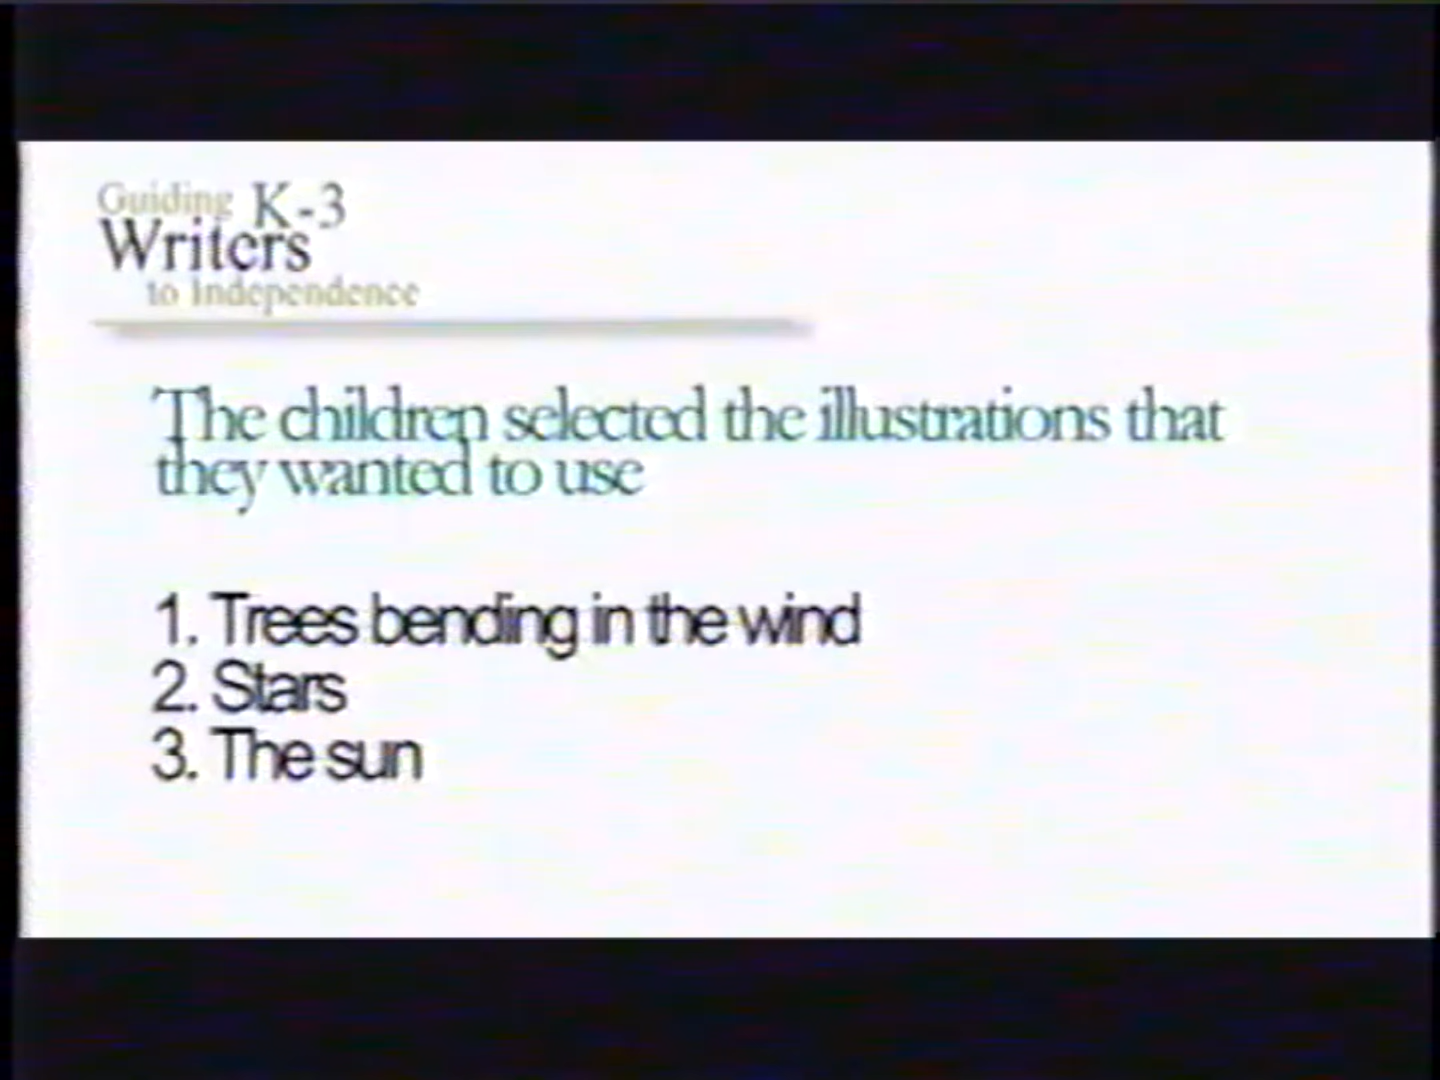 Guiding K-3
Writers
to Independence
The children selected the illustrations that
they wanted to use
1. Trees bending in the wind
2. Stars
3. The sun